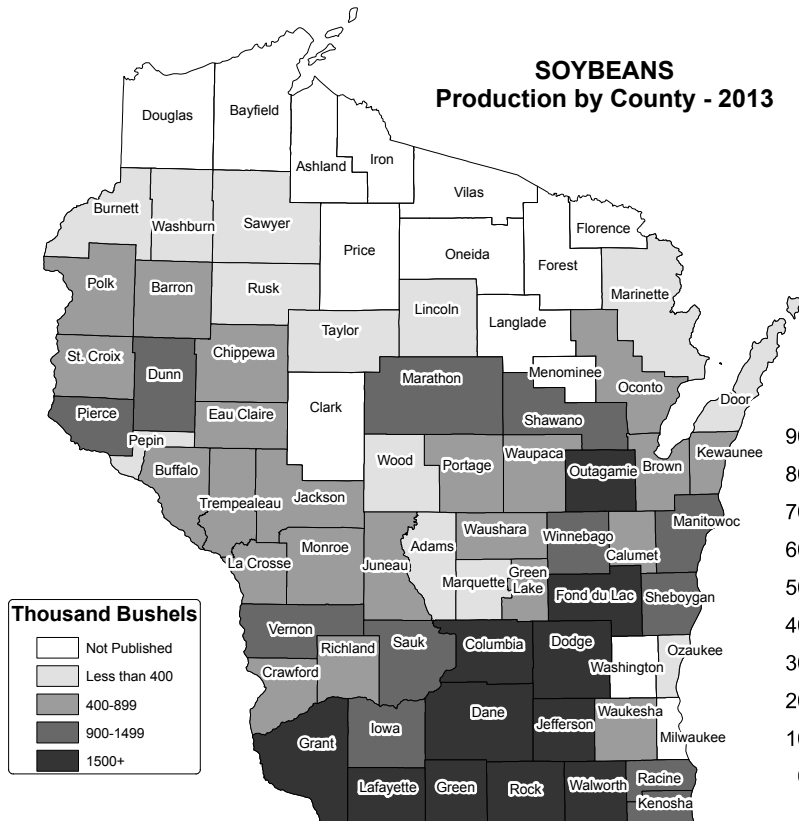 SOYBEANS
Production by County - 2013
Douglas
Bayfield
Ashland
Iron
Vilas
Burnett
Washburn
Sawyer
Price
Oneida
Forest
Florence
Marinette
Polk
Barron
Rusk
Lincoln
Langlade
Taylor
St. Croix
Dunn
Chippewa
Marathon
Menominee
Oconto
Door
Pierce
Eau Claire
Clark
Shawano
Pepin
Buffalo
Wood
Portage
Waupaca
Outagamie
Brown
Kewaunee
Trempealeau
Jackson
Waushara
Winnebago
Manitowoc
Calumet
La Crosse
Monroe
Juneau
Adams
Marquette
Green
Lake
Fond du Lac
Sheboygan
Vernon
Richland
Sauk
Columbia
Dodge
Washington
Ozaukee
Crawford
Iowa
Dane
Jefferson
Waukesha
Milwaukee
Grant
Lafayette
Green
Rock
Walworth
Racine
Kenosha
Thousand Bushels
Not Published
Less than 400
400-899
900-1499
1500+